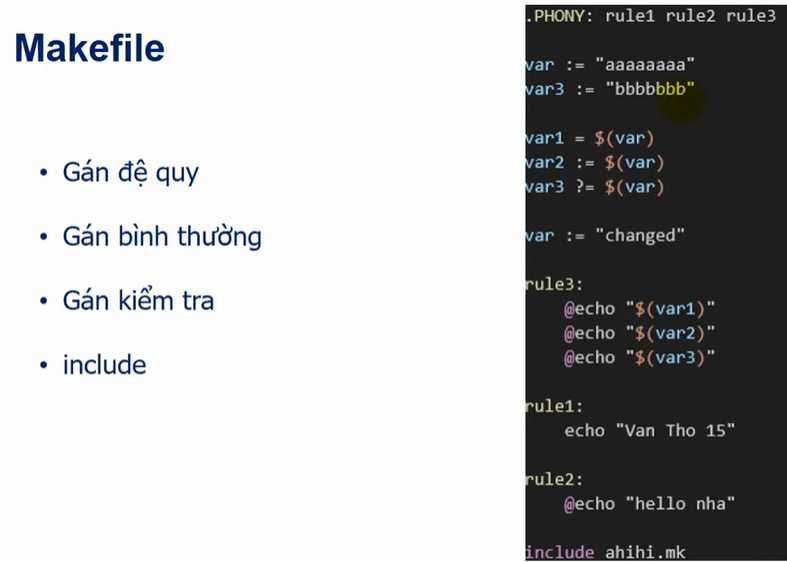 Makefile
• Gán đệ quy
• Gán bình thường
• Gán kiểm tra
• include
.PHONY: rule1 rule2 rule3
var := "aaaaaaaa"
var3 := "bbbbbbb"
var1 = $(var)
var2 := $(var)
var3 ?= $(var)
var := "changed"
rule3:
@echo "$(var1)"
@echo "$(var2)"
@echo "$(var3)"
rule1:
echo "Van Tho 15"
rule2:
@echo "hello nha"
include ahihi.mk